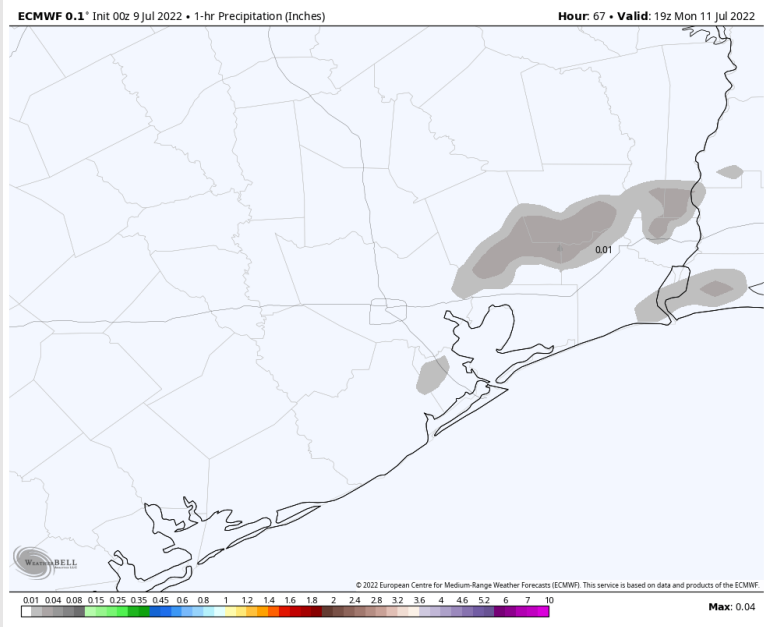 ECMWF 0.1° Init 00z 9 Jul 2022 • 1-hr Precipitation (Inches) Hour: 67 • Valid: 19z Mon 11 Jul 2022
0.01
WeatherBELL
© 2022 European Centre for Medium-Range Weather Forecasts (ECMWF). This service is based on data and products of the ECMWF.
0.01 0.04 0.08 0.15 0.25 0.35 0.45 0.6 0.8 1 1.2 1.4 1.6 1.8 2 2.4 2.8 3.2 3.6 4 4.8 5.2 6 7 10
Max: 0.04